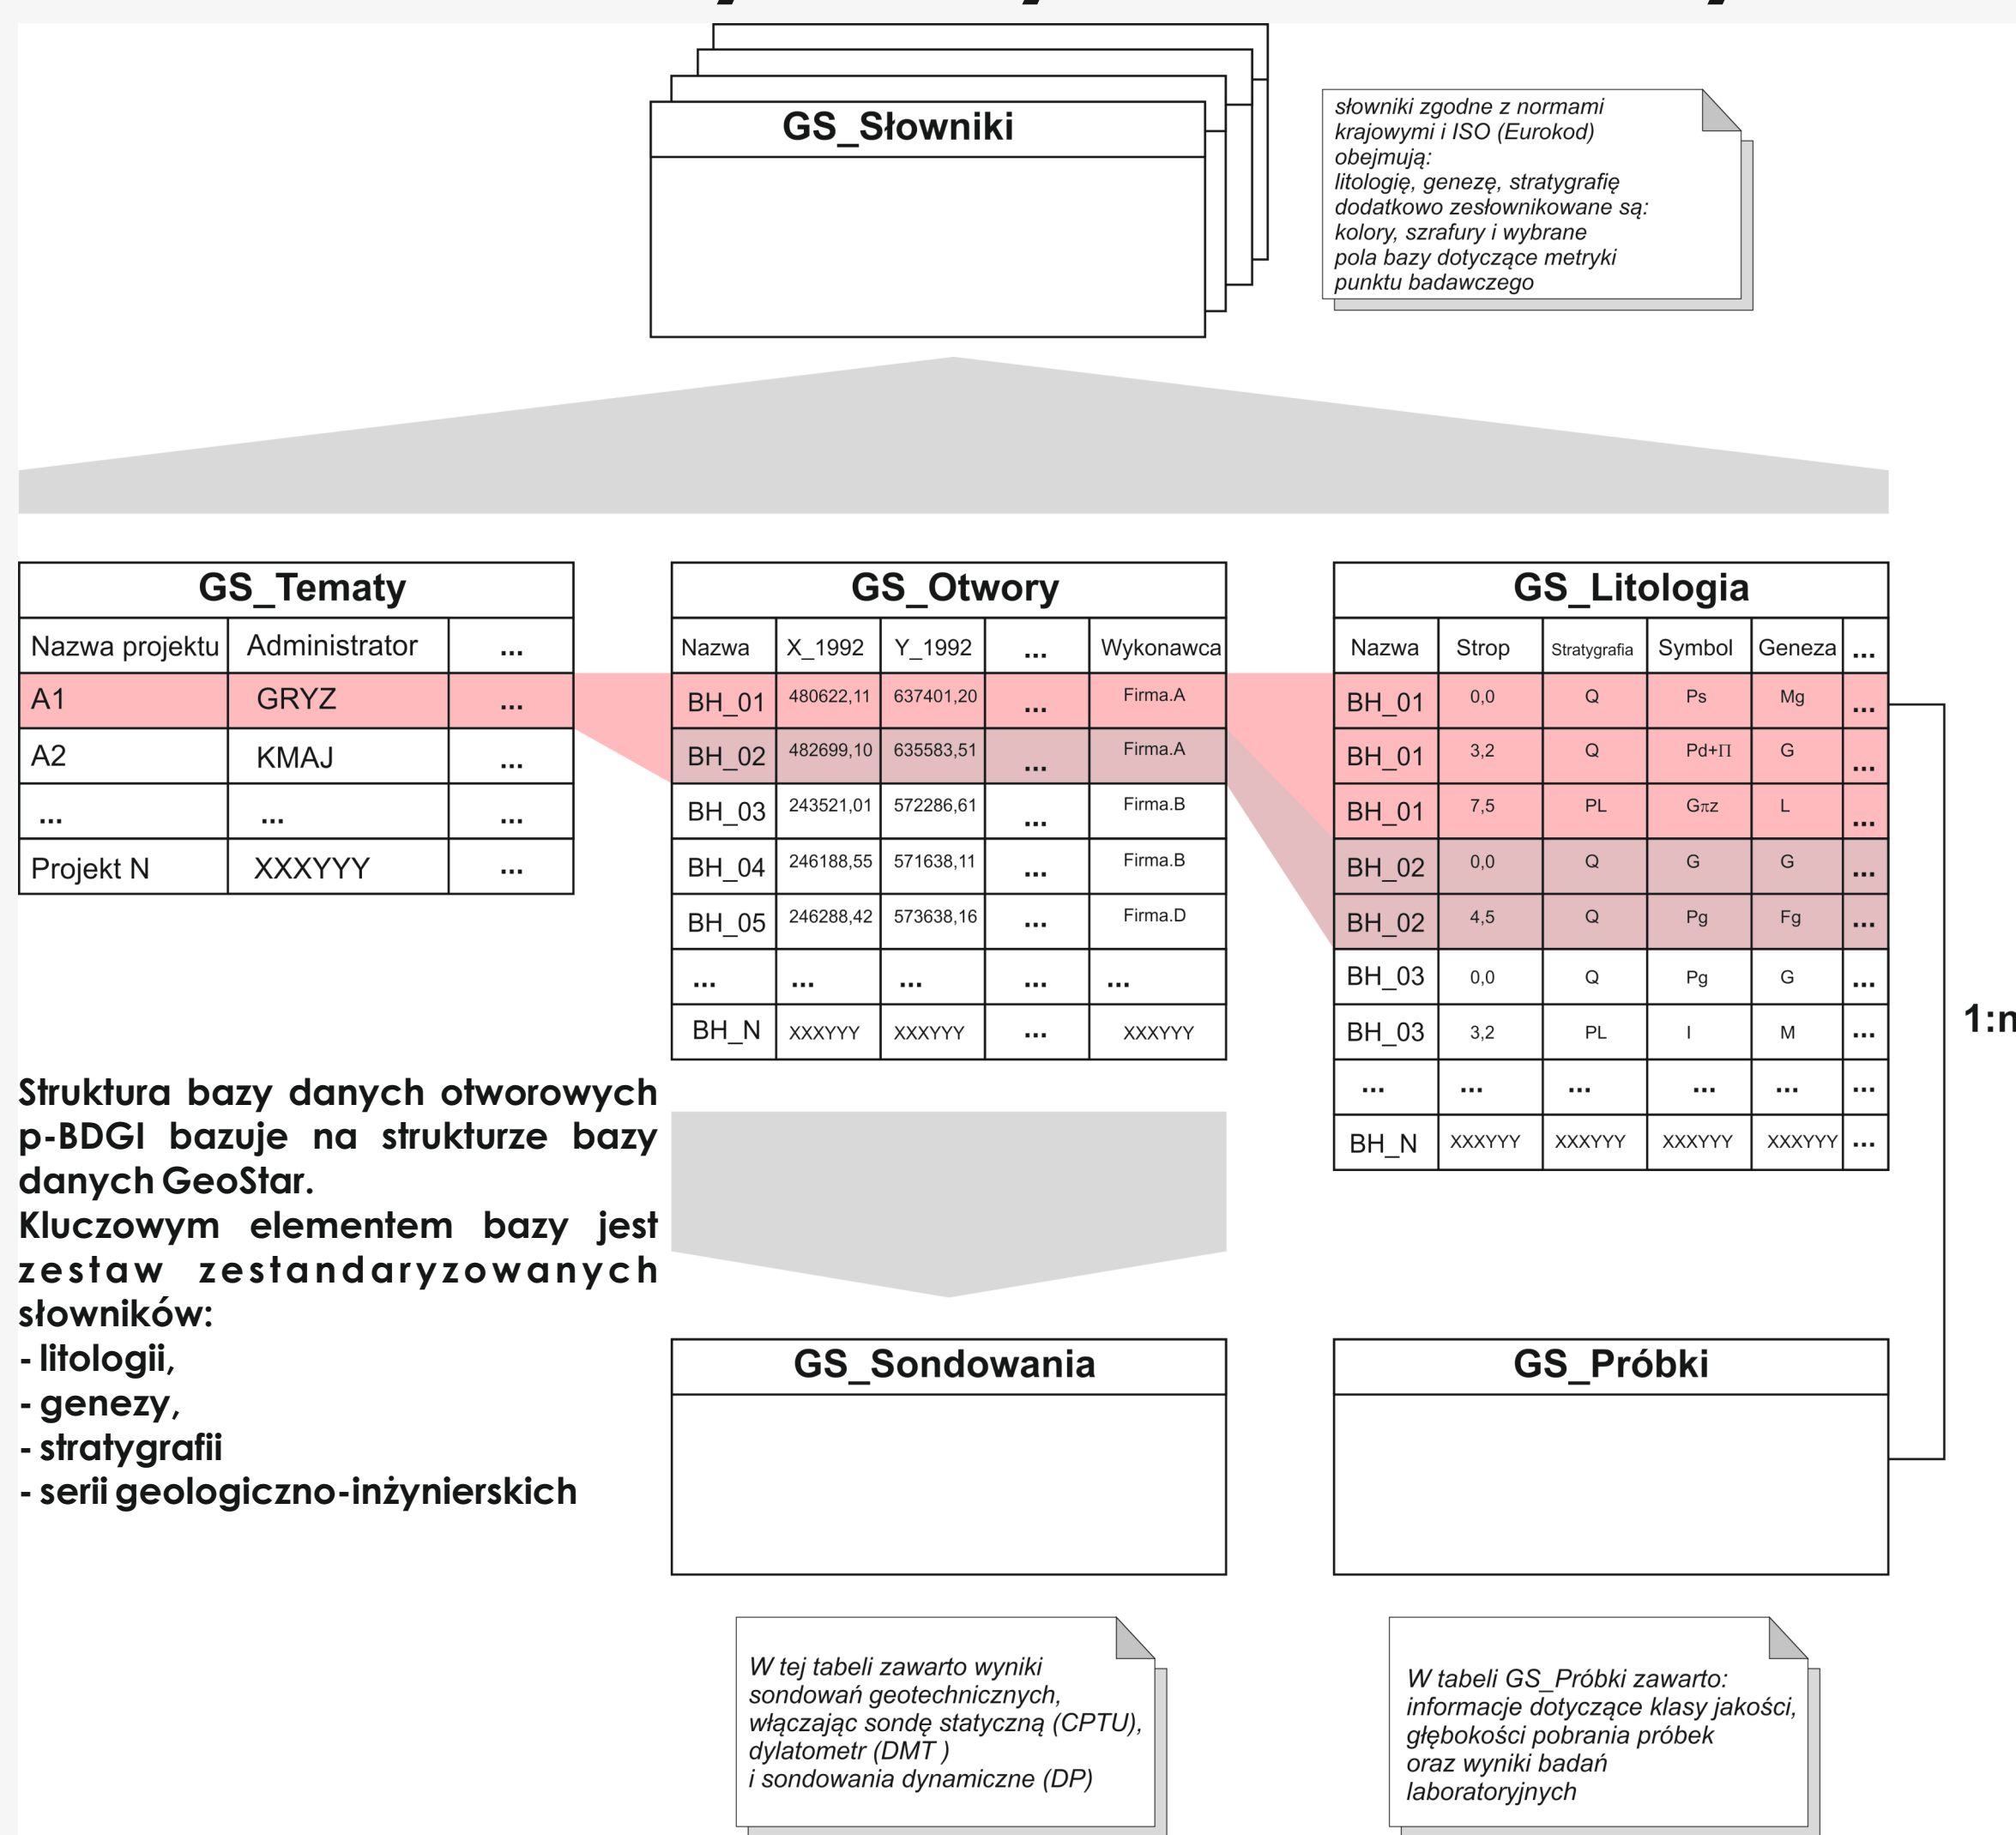 GS_Słowniki
słowniki zgodne z normami
krajowymi i ISO (Eurokod)
obejmują:
litologię, genezę, stratygrafię
dodatkowo zesłownikowane są:
kolory, szrafury i wybrane
pola bazy dotyczące metryki
punktu badawczego
GS_Tematy
Nazwa projektu Administrator ...
A1 GRYZ ...
A2 KMAJ ...
... ... ...
Projekt N XXXYYY ...
GS_Otwory
Nazwa X_1992 Y_1992 ... Wykonawca
BH_01 480622,11 637401,20 ... Firma.A
BH_02 482699,10 635583,51 ... Firma.A
BH_03 243521,01 572286,61 ... Firma.B
BH_04 246188,55 571638,11 ... Firma.B
BH_05 246288,42 573638,16 ... Firma.D
... ... ... ... ...
BH_N XXXYYY XXXYYY ... XXXYYY
GS_Litologia
Nazwa Strop Stratygrafia Symbol Geneza ...
BH_01 0,0 Q Ps Mg ...
BH_01 3,2 Q Pd+Π G ...
BH_01 7,5 PL Gπz L ...
BH_02 0,0 Q G G ...
BH_02 4,5 Q Pg Fg ...
BH_03 0,0 Q Pg G ...
BH_03 3,2 PL I M ...
... ... ... ... ... ...
BH_N XXXYYY XXXYYY XXXYYY XXXYYY ...
1:n
Struktura bazy danych otworowych
p-BDGI bazuje na strukturze bazy
danych GeoStar.
Kluczowym elementem bazy jest
zestaw zestandaryzowanych
słowników:
- litologii,
- genezy,
- stratygrafii
- serii geologiczno-inżynierskich
GS_Sondowania
GS_Próbki
W tej tabeli zawarto wyniki
sondowań geotechnicznych,
włączając sondę statyczną (CPTU),
dylatometr (DMT )
i sondowania dynamiczne (DP)
W tabeli GS_Próbki zawarto:
informacje dotyczące klasy jakości,
głębokości pobrania próbek
oraz wyniki badań
laboratoryjnych